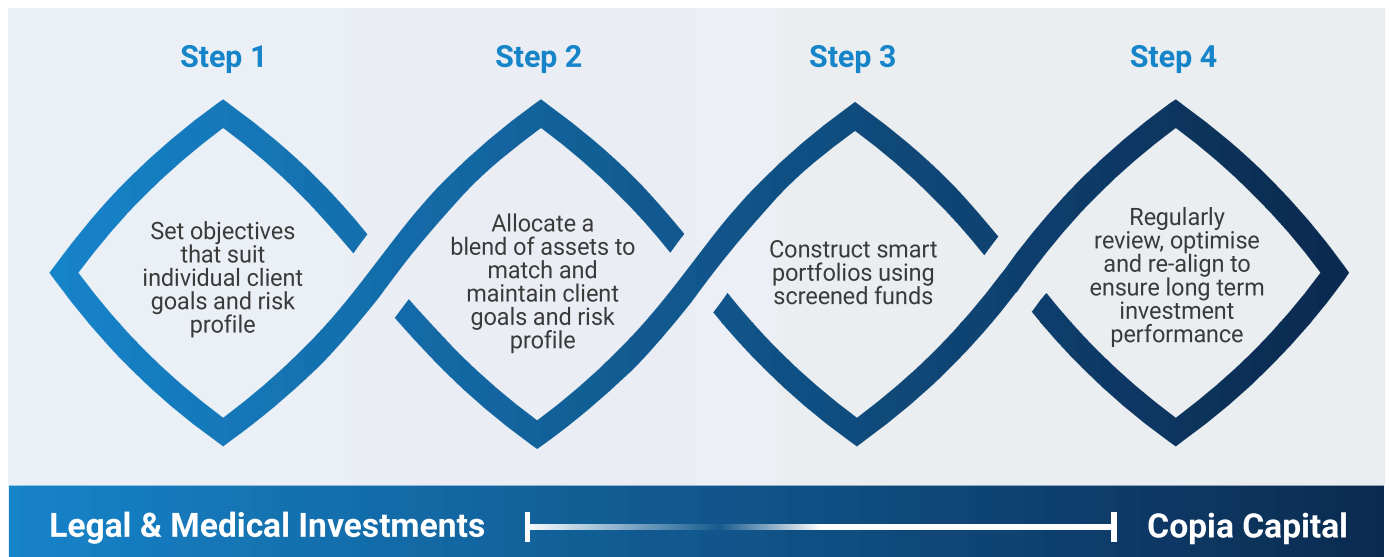 Step 1
Step 2
Step 3
Step 4
Set objectives
that suit
individual client
goals and risk
profile
Allocate a
blend of assets to
match and
maintain client
goals and risk
profile
Construct smart
portfolios using
screened funds
Regularly
review, optimise
and re-align to
ensure long term
investment
performance
Legal & Medical Investments
Copia Capital